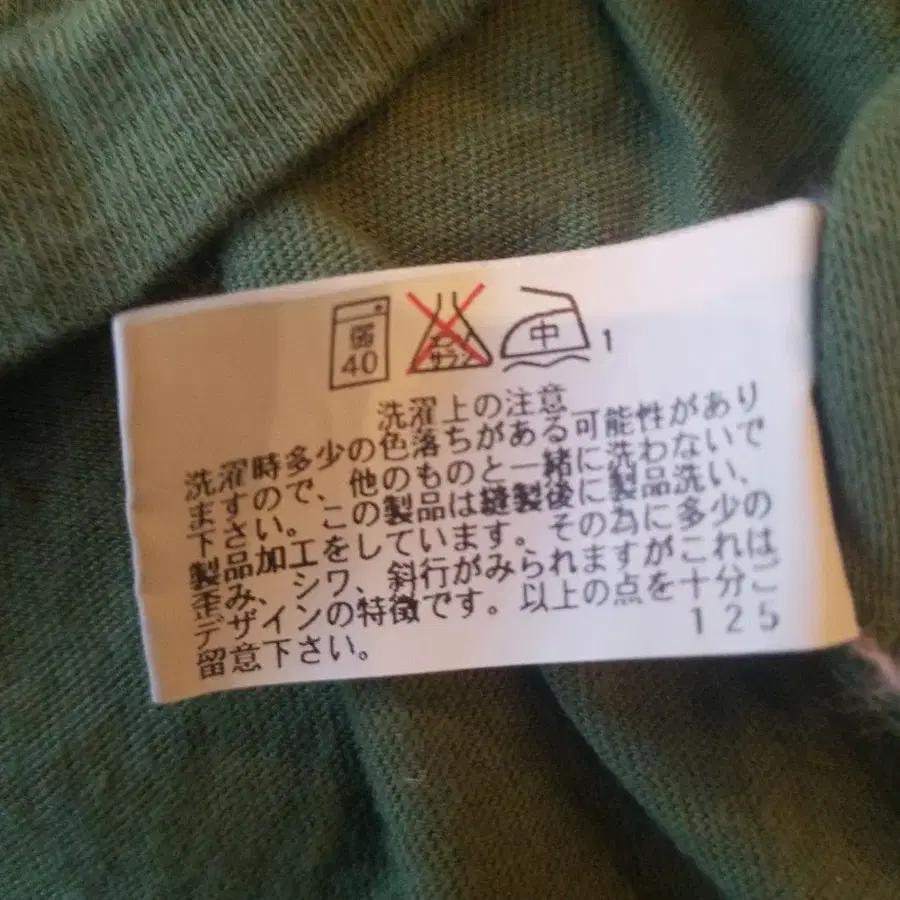 弱
40
エンソ
サラシ
中
1
洗濯上の注意
洗濯時多少の色落ちがある可能性があり
ますので、他のものと一緒に洗わないで
下さい。この製品は縫製後に製品洗い、
製品加工をしています。その為に多少の
歪み、シワ、斜行がみられますがこれは
デザインの特徴です。以上の点を十分ご
留意下さい。
125